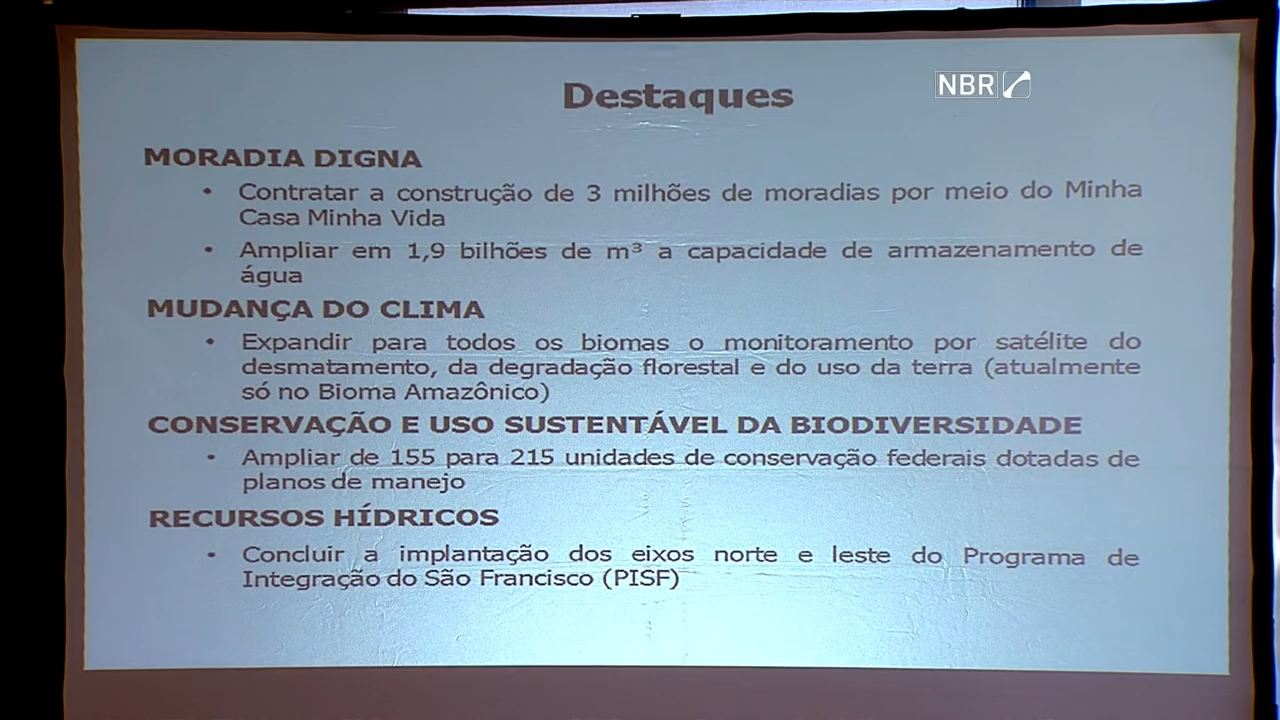 Destaques
NBR
MORADIA DIGNA
• Contratar a construção de 3 milhões de moradias por meio do Minha
Casa Minha Vida
• Ampliar em 1,9 bilhões de m³ a capacidade de armazenamento de
água
MUDANÇA DO CLIMA
• Expandir para todos os biomas o monitoramento por satélite do
desmatamento, da degradação florestal e do uso da terra (atualmente
só no Bioma Amazônico)
CONSERVAÇÃO E USO SUSTENTÁVEL DA BIODIVERSIDADE
• Ampliar de 155 para 215 unidades de conservação federais dotadas de
planos de manejo
RECURSOS HÍDRICOS
• Concluir a implantação dos eixos norte e leste do Programa de
Integração do São Francisco (PISF)